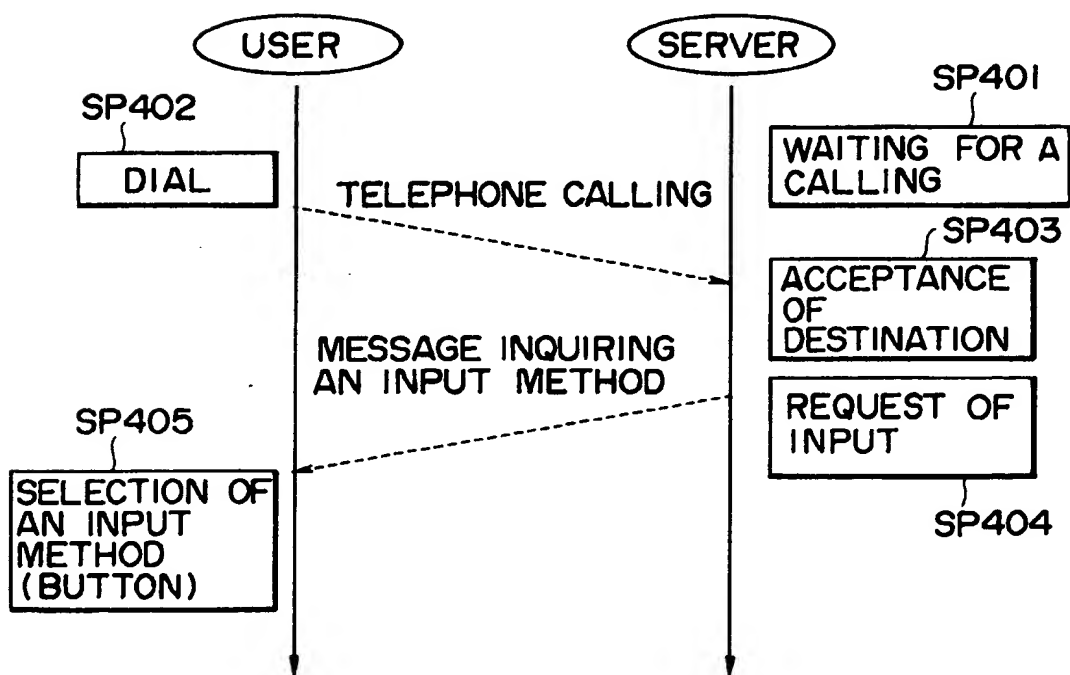 USER
SERVER
SP401
SP402
WAITING FOR A
CALLING
DIAL
TELEPHONE CALLING
SP403
ACCEPTANCE
OF
DESTINATION
MESSAGE INQUIRING
AN INPUT METHOD
REQUEST OF
INPUT
SP405
SP404
SELECTION OF
AN INPUT
METHOD
(BUTTON)